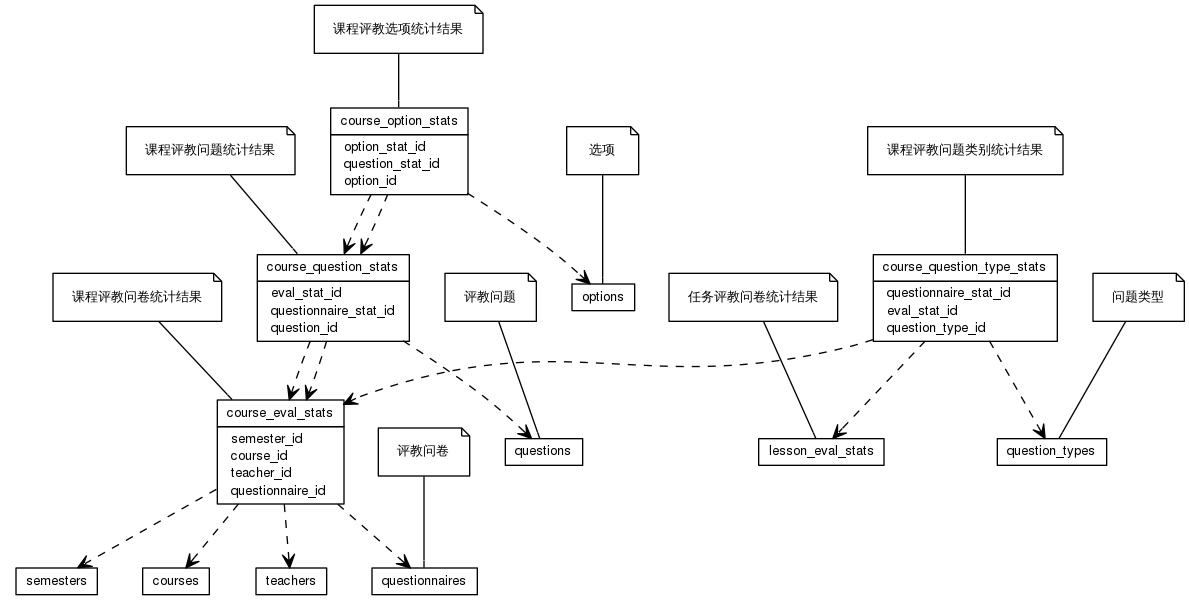 课程评教选项统计结果
course_option_stats
option_stat_id
question_stat_id
option_id
课程评教问题统计结果
选项
课程评教问题类别统计结果
course_question_stats
eval_stat_id
questionnaire_stat_id
question_id
course_question_type_stats
questionnaire_stat_id
eval_stat_id
question_type_id
课程评教问卷统计结果
评教问题
options
任务评教问卷统计结果
问题类型
course_eval_stats
semester_id
course_id
teacher_id
questionnaire_id
评教问卷
questions
lesson_eval_stats
question_types
semesters
courses
teachers
questionnaires